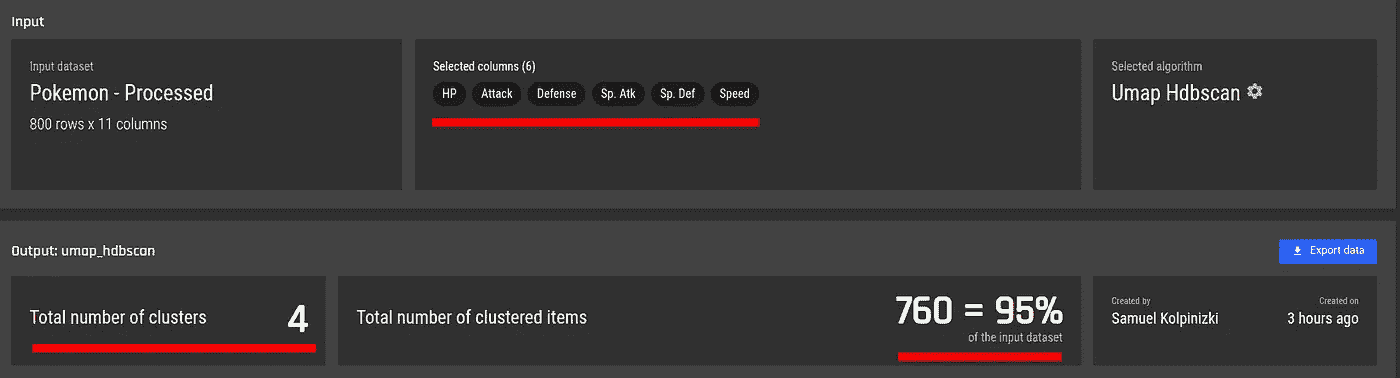 Input
Input dataset
Pokemon - Processed
800 rows x 11 columns
Selected columns (6)
HP Attack Defense Sp. Atk Sp. Def Speed
Selected algorithm
Umap Hdbscan
Output: umap_hdbscan
Export data
Total number of clusters 4
Total number of clustered items 760 = 95%
of the input dataset
Created by Created on
Samuel Kolpinizki 3 hours ago